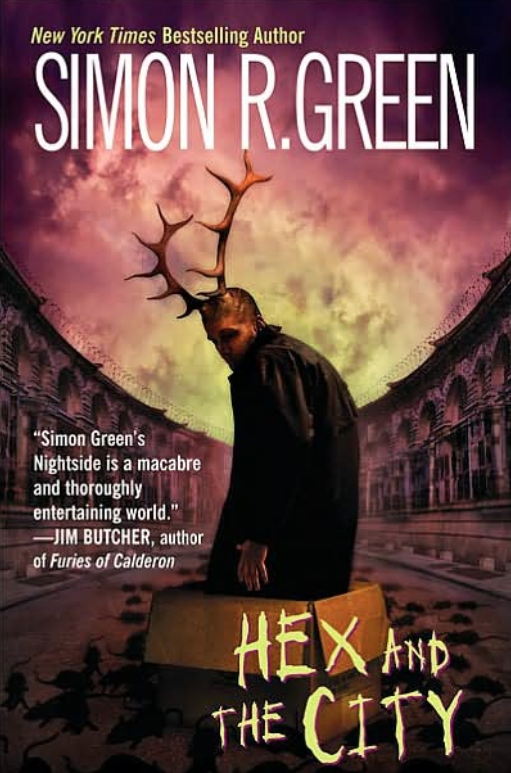 New York Times Bestselling Author
SIMON R. GREEN
“Simon Green's
Nightside is a macabre
and thoroughly
entertaining world.”
—JIM BUTCHER, author
of Furies of Calderon
HEX AND
THE CITY